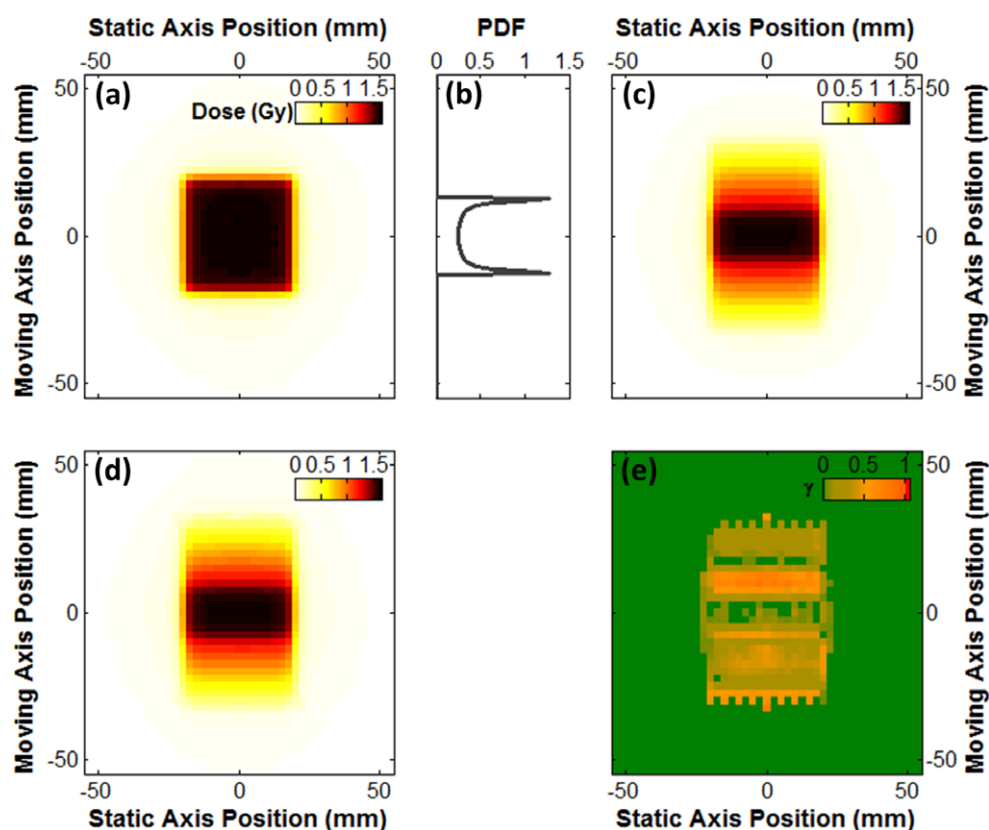 Static Axis Position (mm)
PDF
Static Axis Position (mm)
-50 0 50
0 0.5 1 1.5
-50 0 50
(a)
0 0.5 1 1.5
Dose (Gy)
(b)
(c)
0 0.5 1 1.5
Moving Axis Position (mm)
50
0
-50
50
0
-50
Moving Axis Position (mm)
(d)
0 0.5 1 1.5
(e)
0 0.5 1
γ
Moving Axis Position (mm)
50
0
-50
50
0
-50
Moving Axis Position (mm)
-50 0 50
-50 0 50
Static Axis Position (mm)
Static Axis Position (mm)